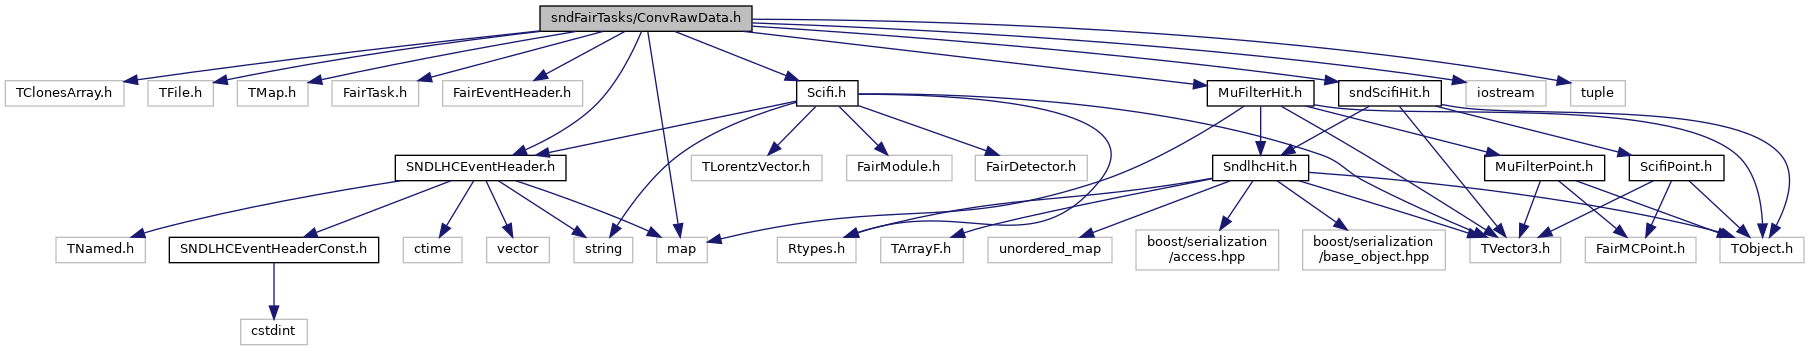 sndFairTasks/ConvRawData.h
TClonesArray.h
TFile.h
TMap.h
FairTask.h
FairEventHeader.h
Scifi.h
MuFilterHit.h
sndScifiHit.h
iostream
tuple
SNDLHCEventHeader.h
TLorentzVector.h
FairModule.h
FairDetector.h
SndlhcHit.h
MuFilterPoint.h
ScifiPoint.h
TNamed.h
SNDLHCEventHeaderConst.h
ctime
vector
string
map
Rtypes.h
TArrayF.h
unordered_map
boost/serialization
/access.hpp
boost/serialization
/base_object.hpp
TVector3.h
FairMCPoint.h
TObject.h
cstdint